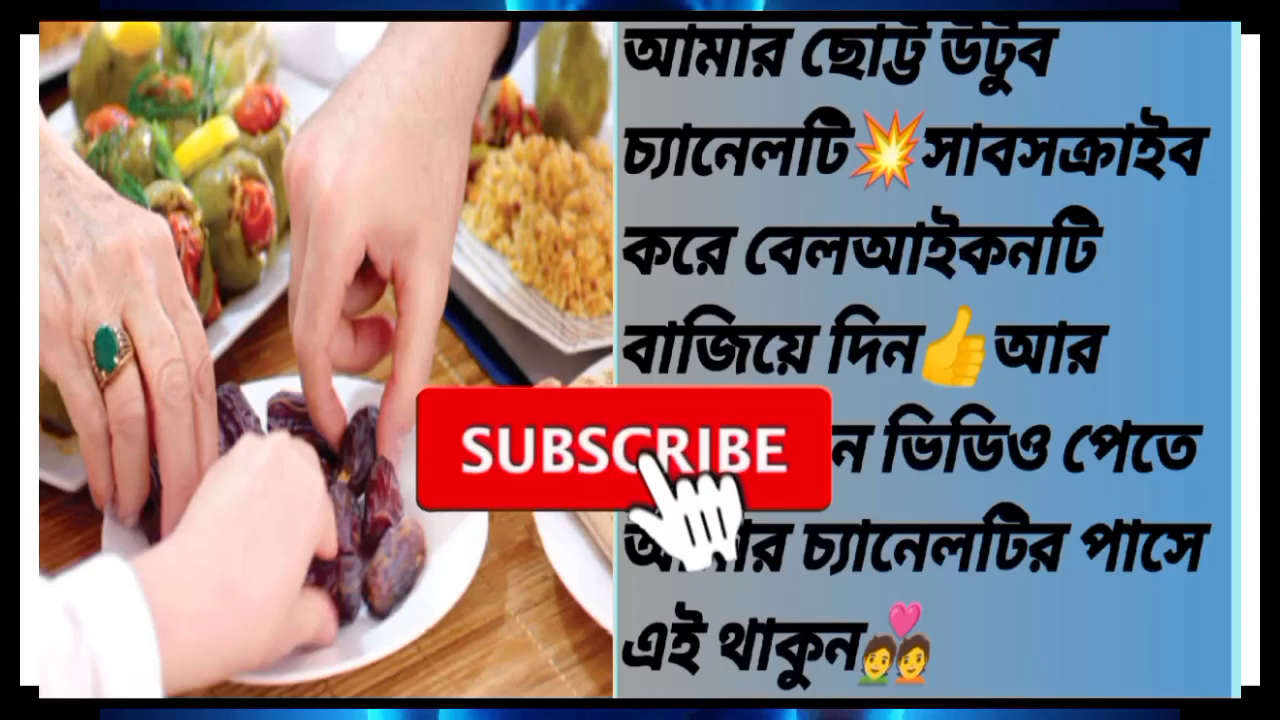 আমার ছোট্ট উটুব
চ্যানেলটি💥সাবসক্রাইব
করে বেলআইকনটি
বাজিয়ে দিন👍আর
ভিডিও পেতে
SUBSCRIBE
চ্যানেলটির পাসে
এই থাকুন💑